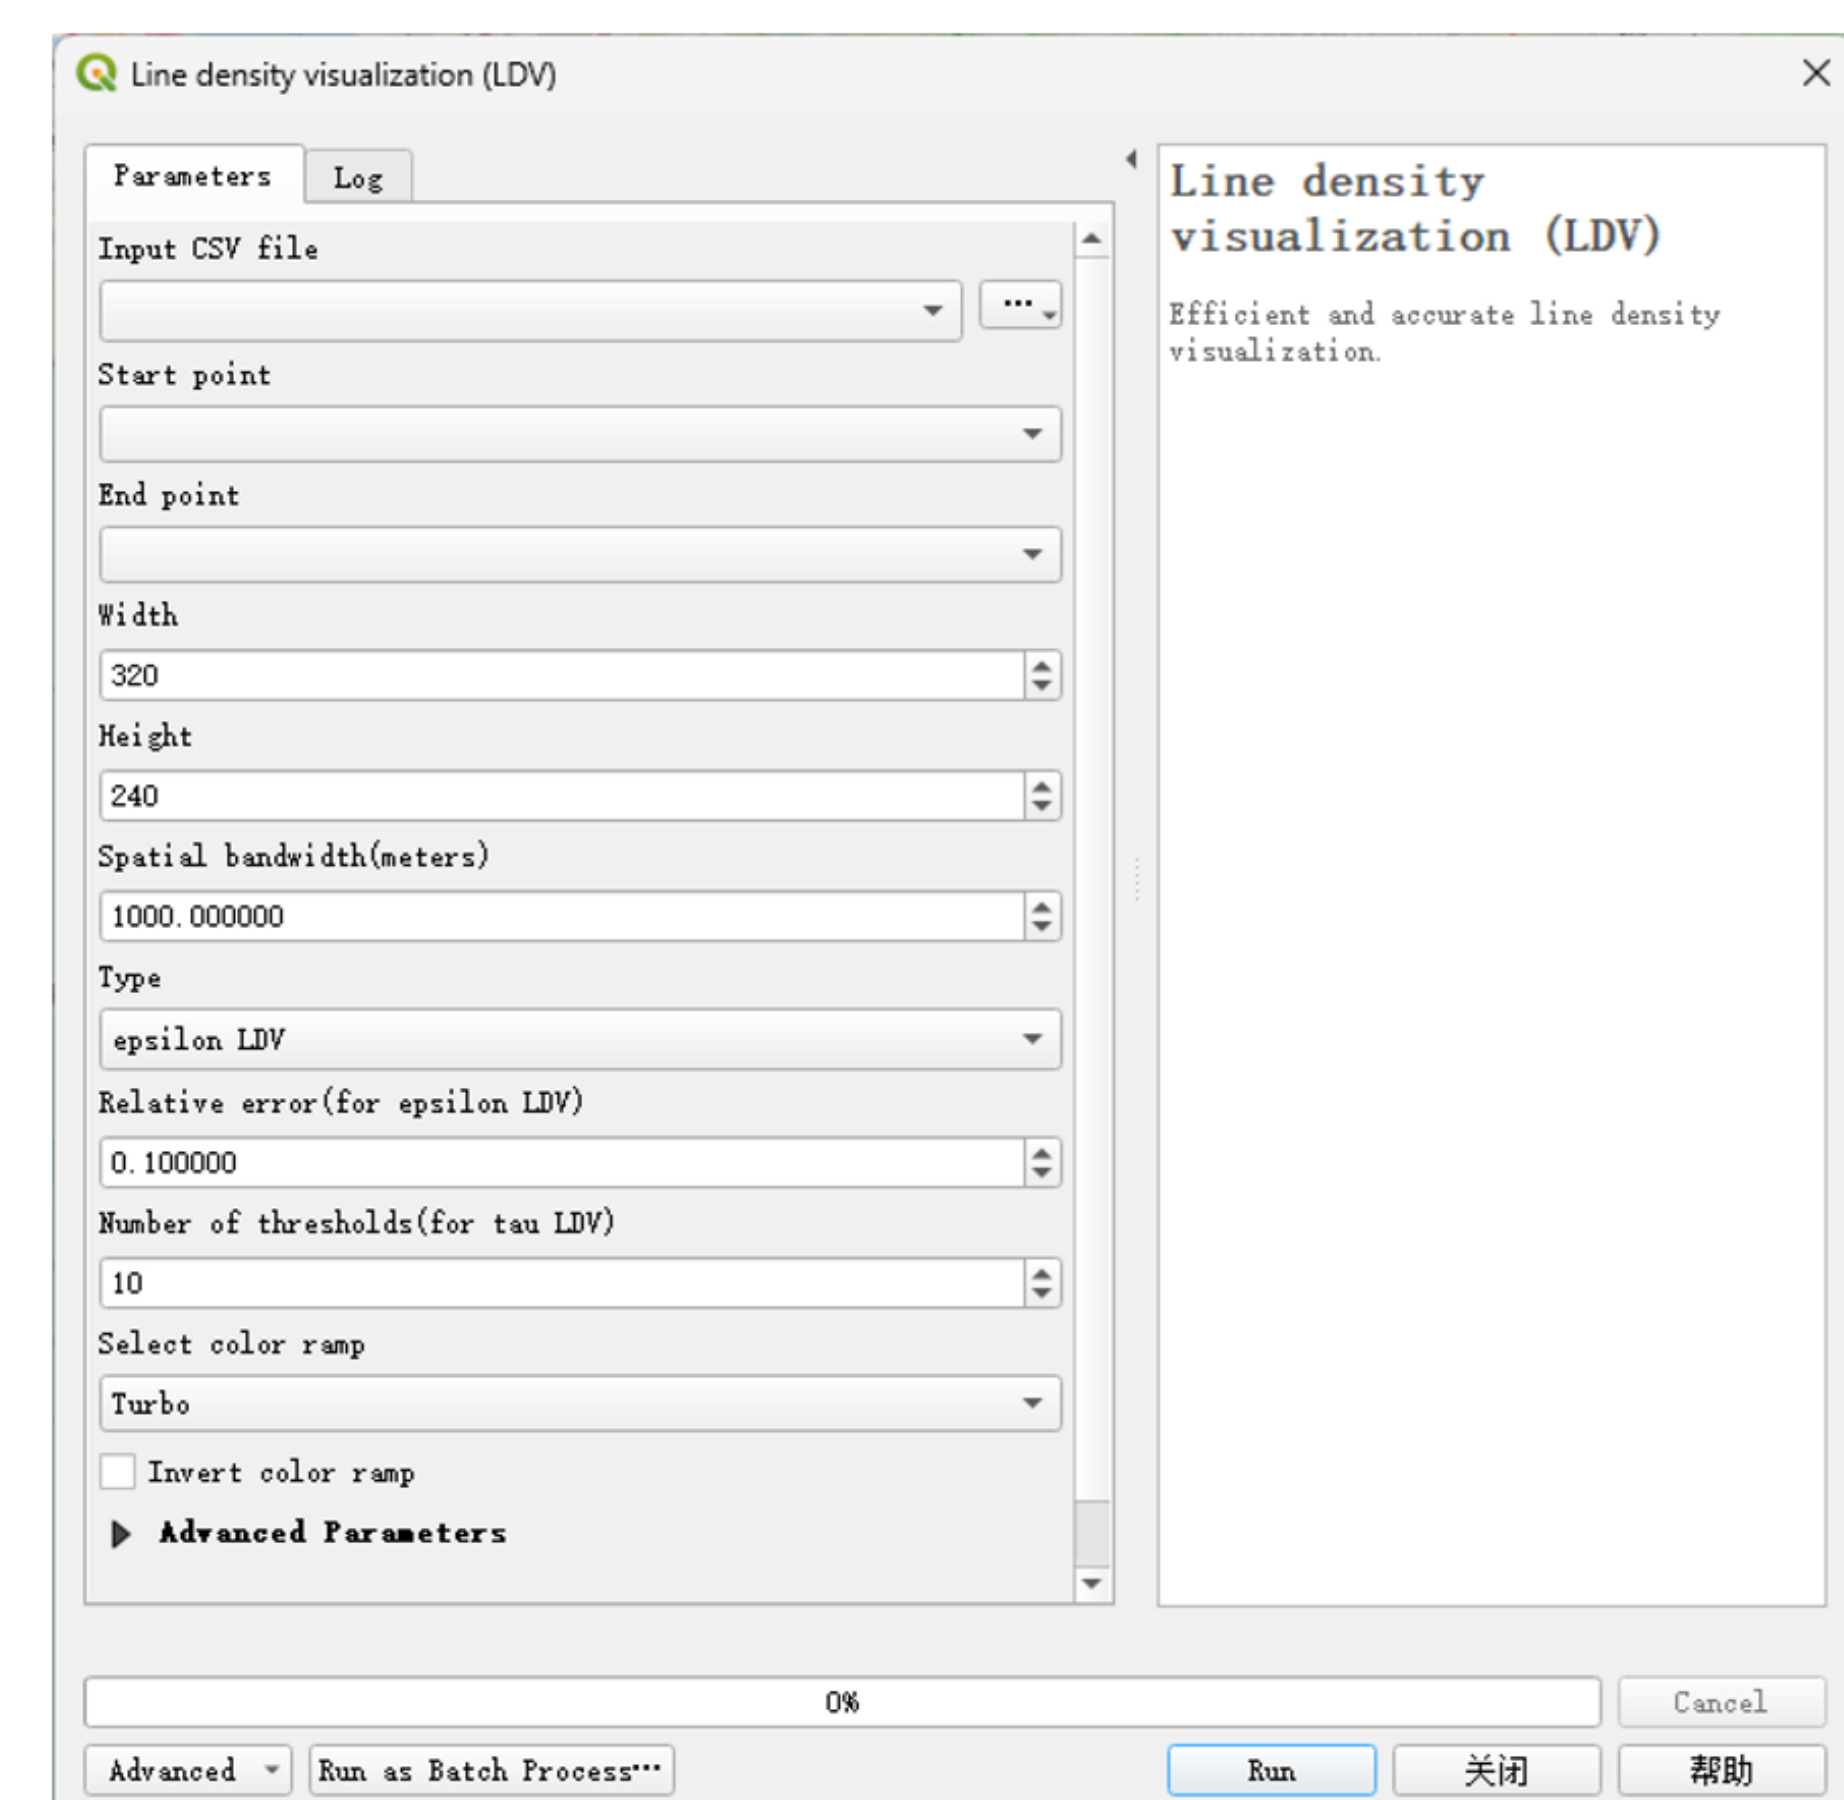 Line density visualization (LDV)
Parameters
Log
Input CSV file
...
Start point
End point
Width
320
Height
240
Spatial bandwidth(meters)
1000.000000
Type
epsilon LDV
Relative error(for epsilon LDV)
0.100000
Number of thresholds(for tau LDV)
10
Select color ramp
Turbo
Invert color ramp
Advanced Parameters
Line density
visualization (LDV)
Efficient and accurate line density
visualization.
0%
Cancel
Advanced
Run as Batch Process…
Run
关闭
帮助